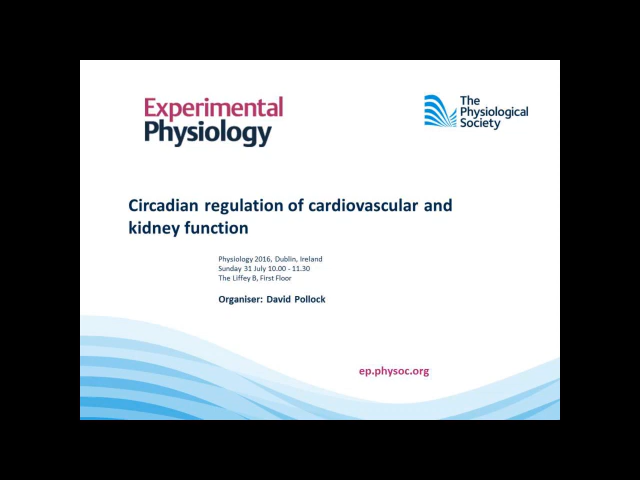 Experimental
Physiology
The
Physiological
Society
Circadian regulation of cardiovascular and
kidney function
Physiology 2016, Dublin, Ireland
Sunday 31 July 10.00 - 11.30
The Liffey B, First Floor
Organiser: David Pollock
ep.physoc.org